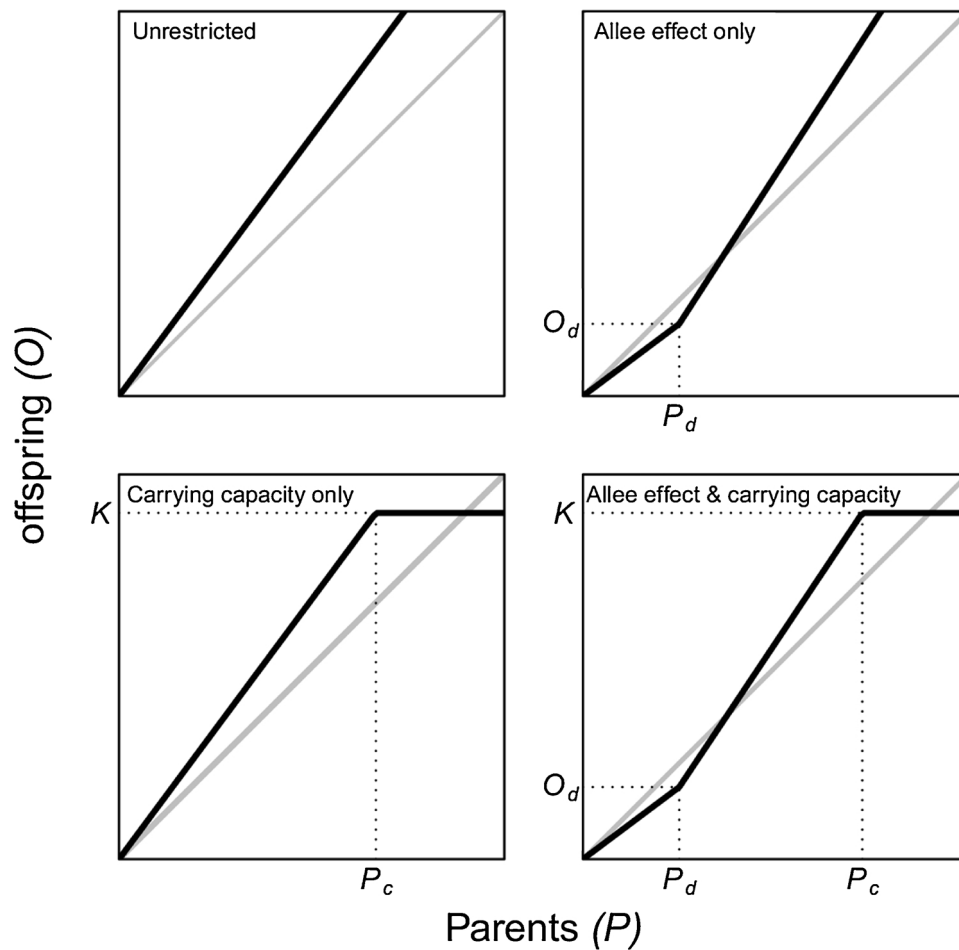 Unrestricted
Allee effect only
O_d
P_d
offspring (O)
K
Carrying capacity only
P_c
K
Allee effect & carrying capacity
O_d
P_d
P_c
Parents (P)